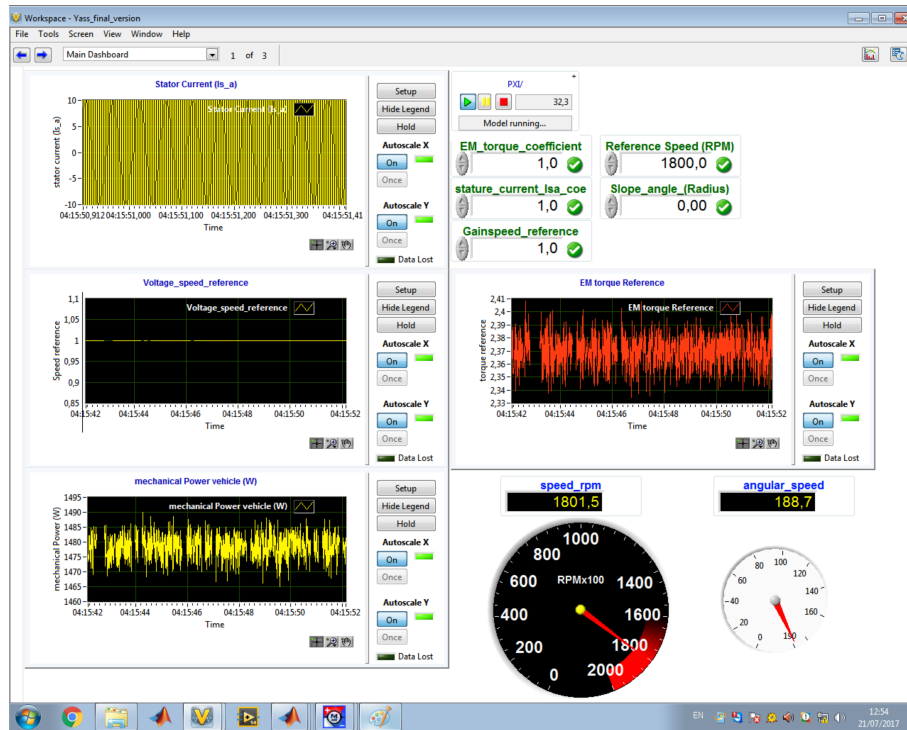 Workspace - Yass_final_version
File Tools Screen View Window Help
Main Dashboard 1 of 3
Stator Current (Is_a)
Stator Current (Is_a)
stator current (Is_a)
10
5
0
-5
-10
04:15:50,912 04:15:51,000 04:15:51,100 04:15:51,200 04:15:51,300 04:15:51,41
Time
Setup
Hide Legend
Hold
Autoscale X
On
Once
Autoscale Y
On
Once
Data Lost
PXI/
32,3
Model running...
EM_torque_coefficient
1,0
Reference Speed (RPM)
1800,0
stature_current_Isa_coe
1,0
Slope_angle_(Radius)
0,00
Gainspeed_reference
1,0
Voltage_speed_reference
Voltage_speed_reference
Speed reference
1,1
1,05
1
0,95
0,9
0,85
04:15:42 04:15:44 04:15:46 04:15:48 04:15:50 04:15:52
Time
Setup
Hide Legend
Hold
Autoscale X
On
Once
Autoscale Y
On
Once
Data Lost
EM torque Reference
EM torque Reference
torque reference
2,41
2,4
2,39
2,38
2,37
2,36
2,35
2,34
2,33
04:15:42 04:15:44 04:15:46 04:15:48 04:15:50 04:15:52
Time
Setup
Hide Legend
Hold
Autoscale X
On
Once
Autoscale Y
On
Once
Data Lost
mechanical Power vehicle (W)
mechanical Power vehicle (W)
mechanical Power (W)
1495
1490
1485
1480
1475
1470
1465
1460
04:15:42 04:15:44 04:15:46 04:15:48 04:15:50 04:15:52
Time
Setup
Hide Legend
Hold
Autoscale X
On
Once
Autoscale Y
On
Once
Data Lost
speed_rpm
1801,5
RPMx100
0
200
400
600
800
1000
1400
1600
1800
2000
angular_speed
188,7
0
20
40
60
80
100
120
140
160
190
EN
12:54
21/07/2017